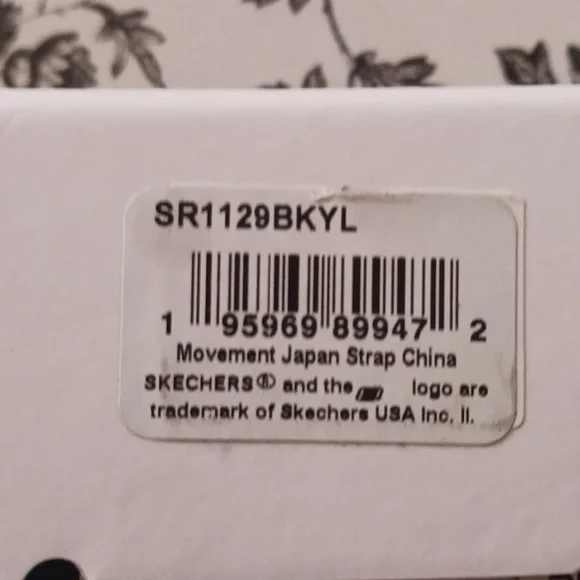 SR1129BKYL
1 95969 89947 2
Movement Japan Strap China
SKECHERS® and the logo are
trademark of Skechers USA Inc. II.